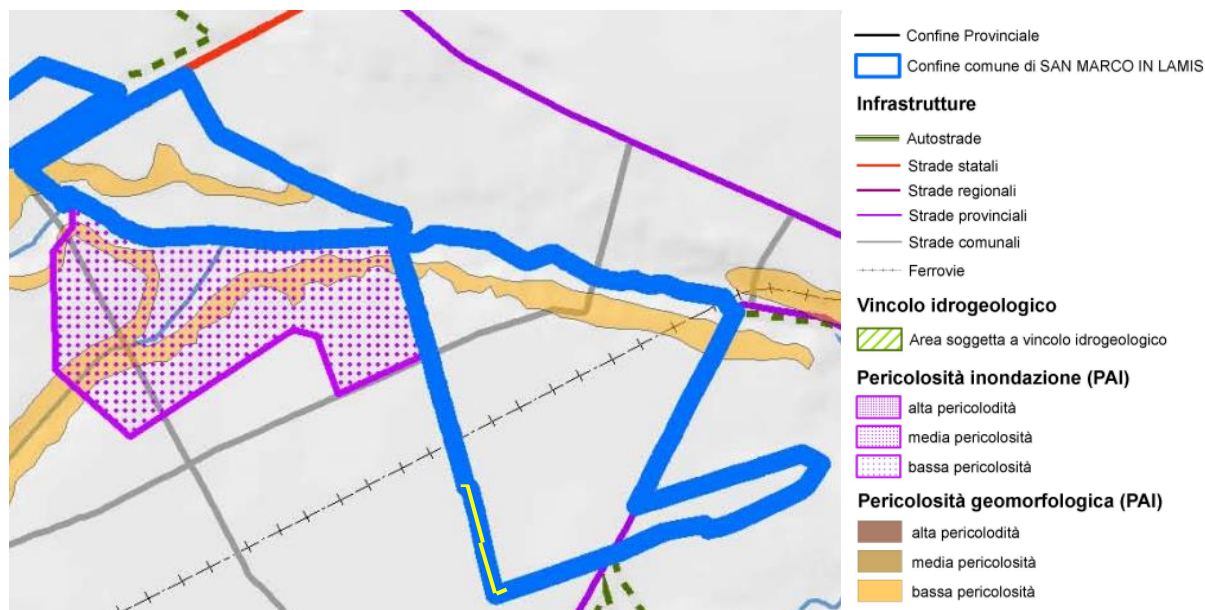 Confine Provinciale
Confine comune di SAN MARCO IN LAMIS
Infrastrutture
Autostrade
Strade statali
Strade regionali
Strade provinciali
Strade comunali
Ferrovie
Vincolo idrogeologico
Area soggetta a vincolo idrogeologico
Pericolosità inondazione (PAI)
alta pericolodità
media pericolosità
bassa pericolosità
Pericolosità geomorfologica (PAI)
alta pericolodità
media pericolosità
bassa pericolosità